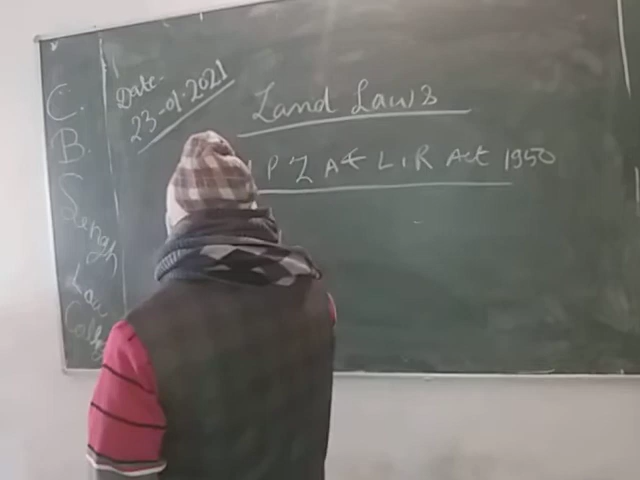 C.
B.
Singh
Law
Date-
23-01-2021
Land Laws
P Z A & L.R Act 1950